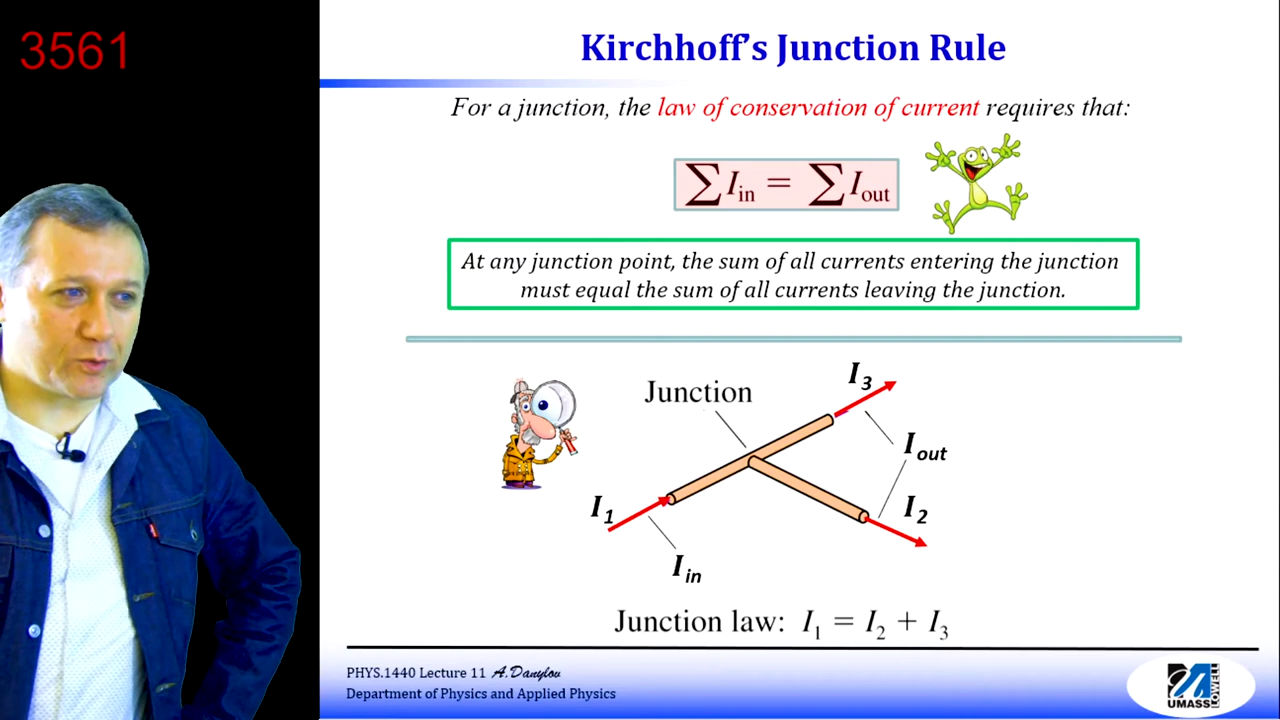 3561
Kirchhoff's Junction Rule
For a junction, the law of conservation of current requires that:
∑I_in = ∑I_out
At any junction point, the sum of all currents entering the junction
must equal the sum of all currents leaving the junction.
I_3
Junction
I_out
I_1
I_2
I_in
Junction law: I_1 = I_2 + I_3
PHYS.1440 Lecture 11 A.Danylov
Department of Physics and Applied Physics
UMASS
LOWELL